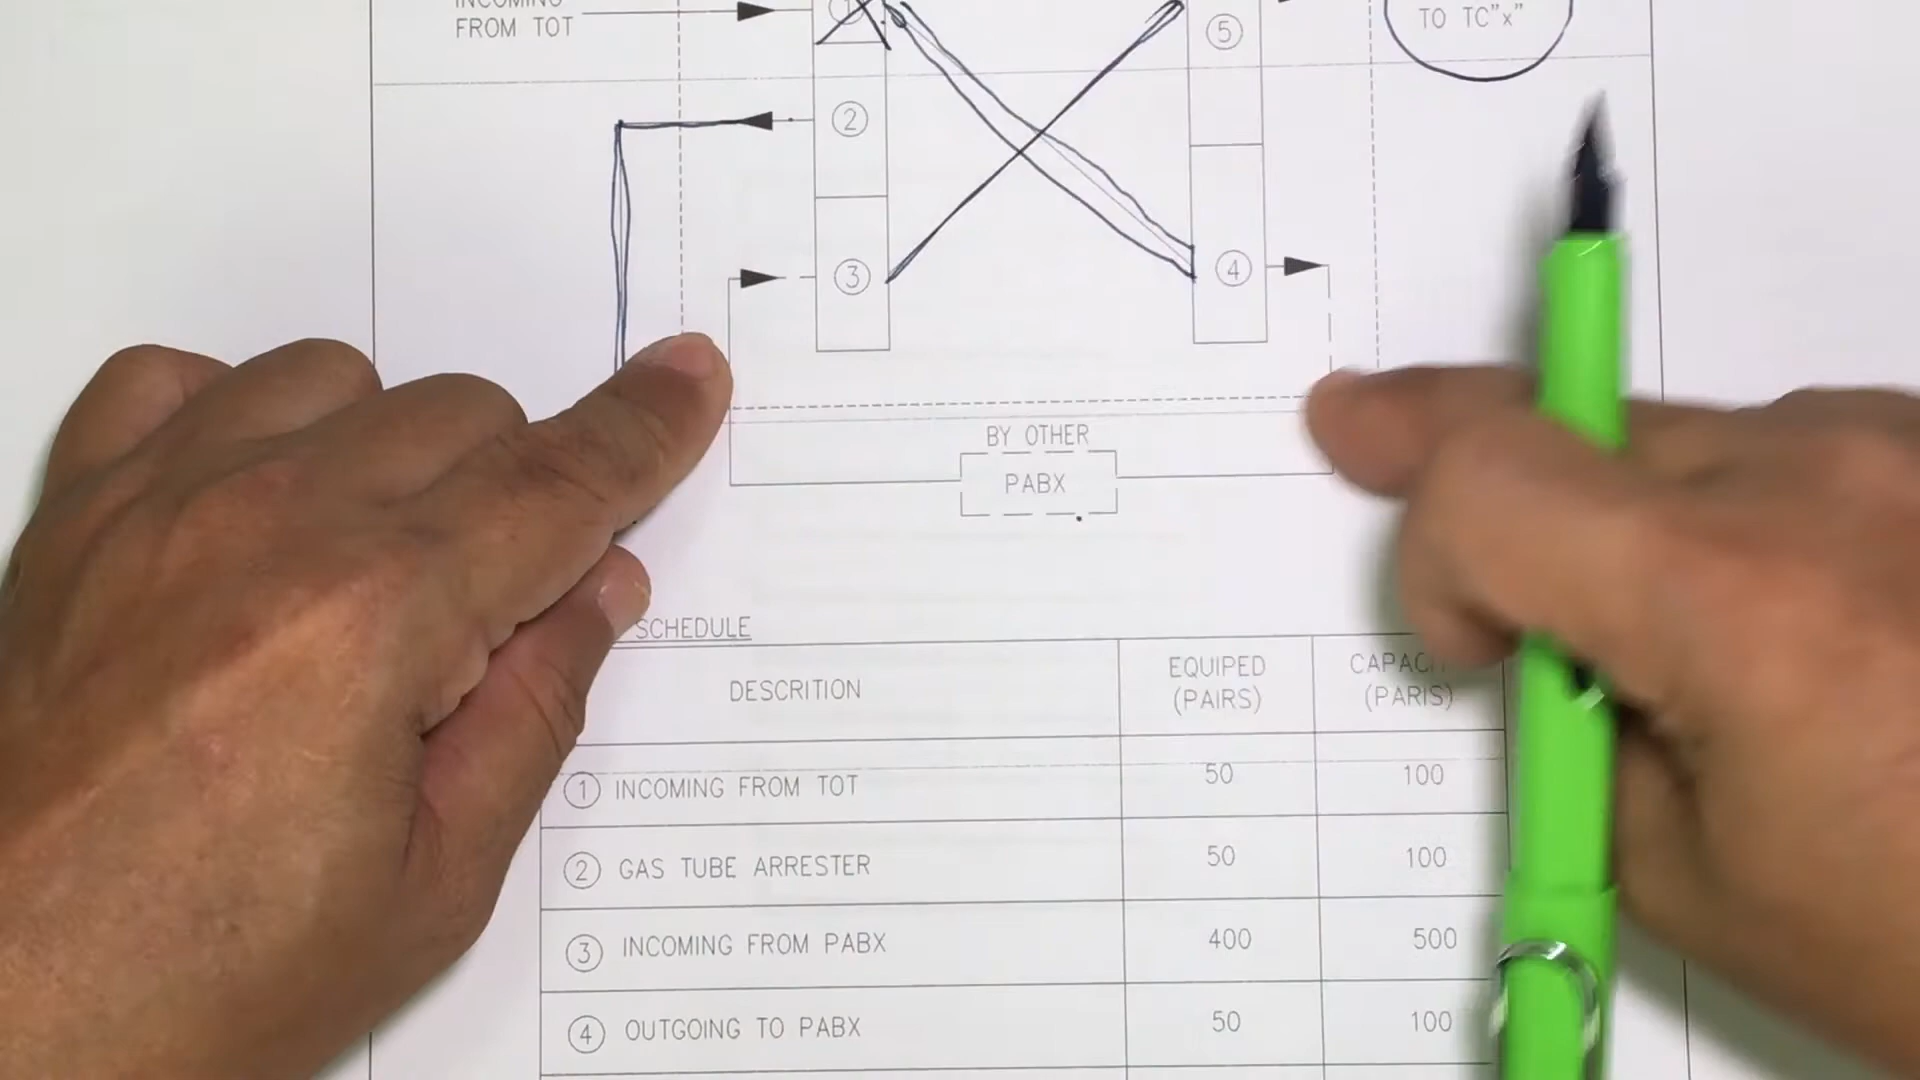 INCOMING
FROM TOT
1
5
TO TC"x"
2
3
4
BY OTHER
PABX
SCHEDULE
DESCRITION
EQUIPED
(PAIRS)
(PARIS)
1 INCOMING FROM TOT 50 100
2 GAS TUBE ARRESTER 50 100
3 INCOMING FROM PABX 400 500
4 OUTGOING TO PABX 50 100